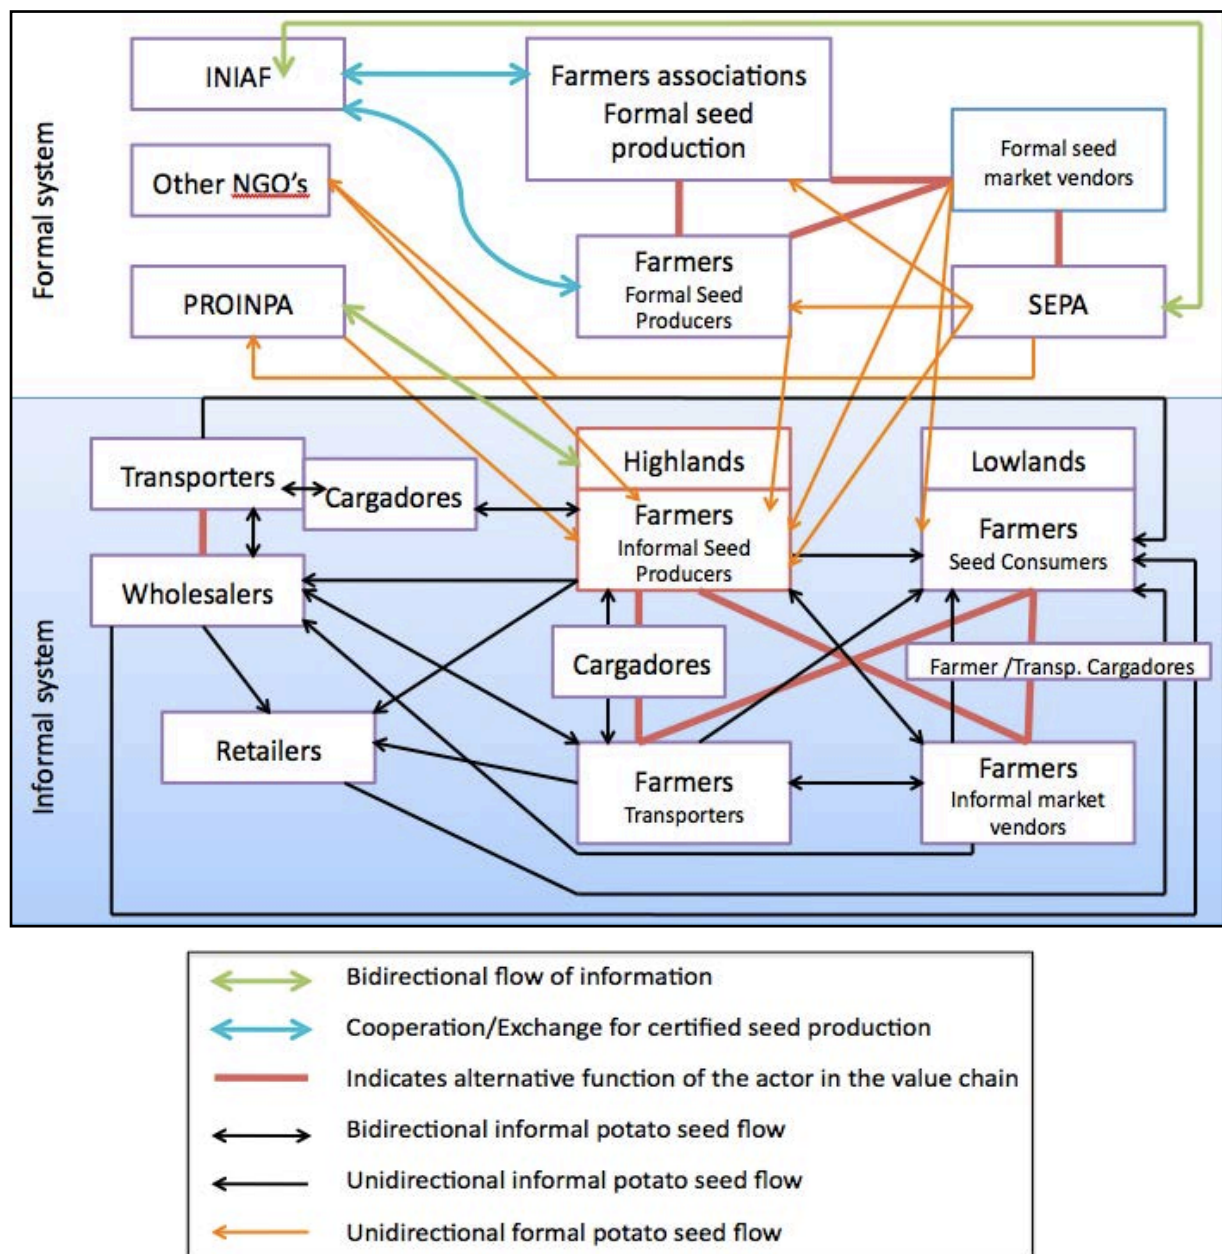 Formal system
INIAF
Farmers associations
Formal seed
production
Formal seed
market vendors
Other NGO's
Farmers
Formal Seed
Producers
PROINPA
SEPA
Informal system
Transporters
Cargadores
Highlands
Lowlands
Farmers
Informal Seed
Producers
Farmers
Seed Consumers
Wholesalers
Cargadores
Farmer /Transp. Cargadores
Retailers
Farmers
Transporters
Farmers
Informal market
vendors
Bidirectional flow of information
Cooperation/Exchange for certified seed production
Indicates alternative function of the actor in the value chain
Bidirectional informal potato seed flow
Unidirectional informal potato seed flow
Unidirectional formal potato seed flow